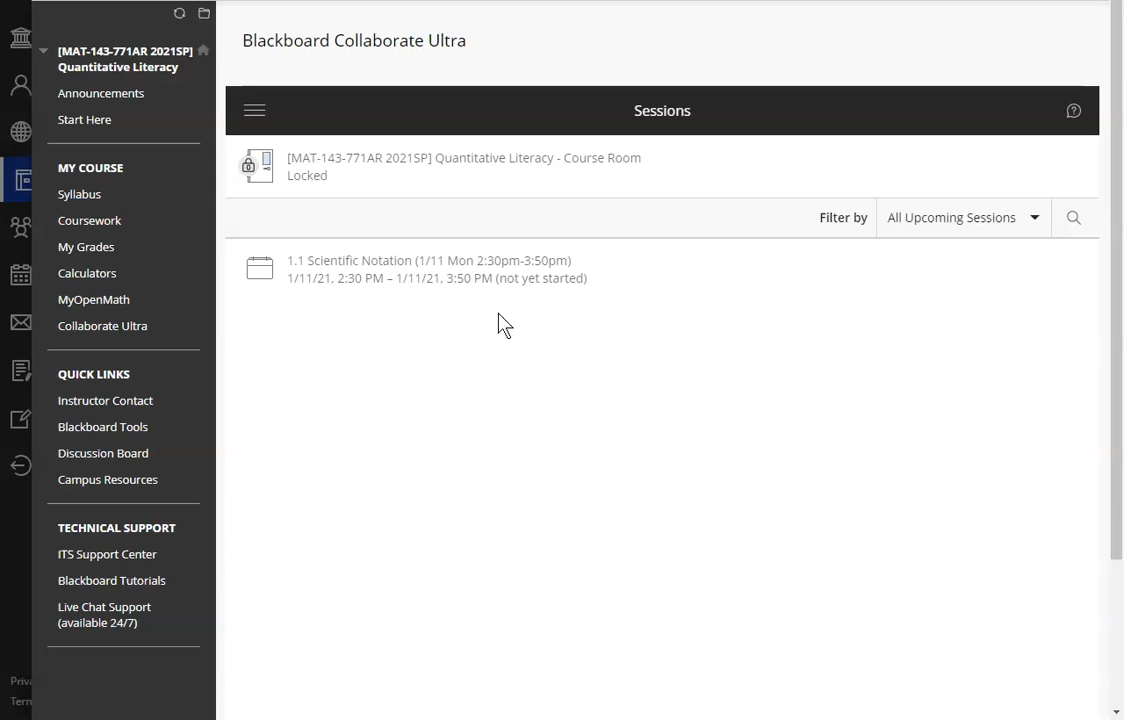 [MAT-143-771AR 2021SP]
Quantitative Literacy
Announcements
Start Here
MY COURSE
Syllabus
Coursework
My Grades
Calculators
MyOpenMath
Collaborate Ultra
QUICK LINKS
Instructor Contact
Blackboard Tools
Discussion Board
Campus Resources
TECHNICAL SUPPORT
ITS Support Center
Blackboard Tutorials
Live Chat Support
(available 24/7)
Blackboard Collaborate Ultra
Sessions
[MAT-143-771AR 2021SP] Quantitative Literacy - Course Room
Locked
Filter by All Upcoming Sessions
1.1 Scientific Notation (1/11 Mon 2:30pm-3:50pm)
1/11/21, 2:30 PM – 1/11/21, 3:50 PM (not yet started)